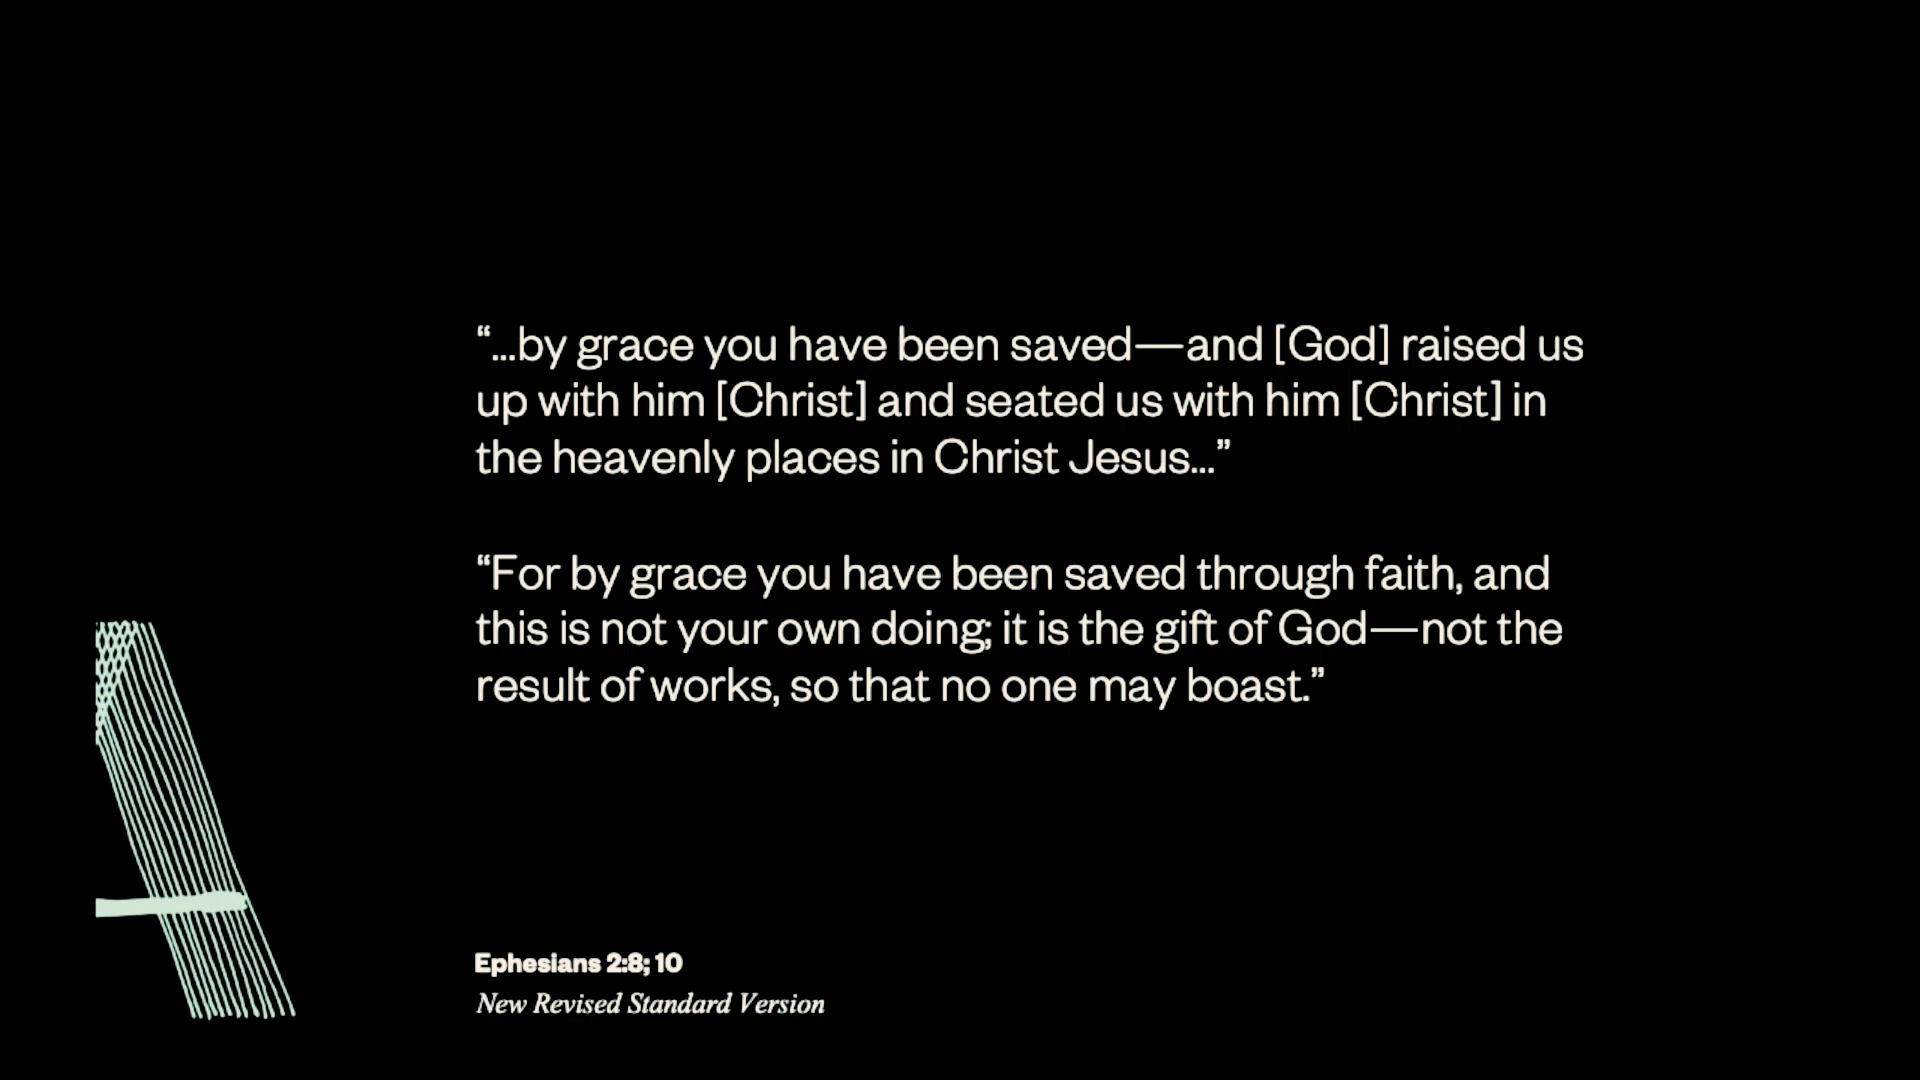 “...by grace you have been saved—and [God] raised us
up with him [Christ] and seated us with him [Christ] in
the heavenly places in Christ Jesus...”
“For by grace you have been saved through faith, and
this is not your own doing; it is the gift of God—not the
result of works, so that no one may boast.”
Ephesians 2:8; 10
New Revised Standard Version